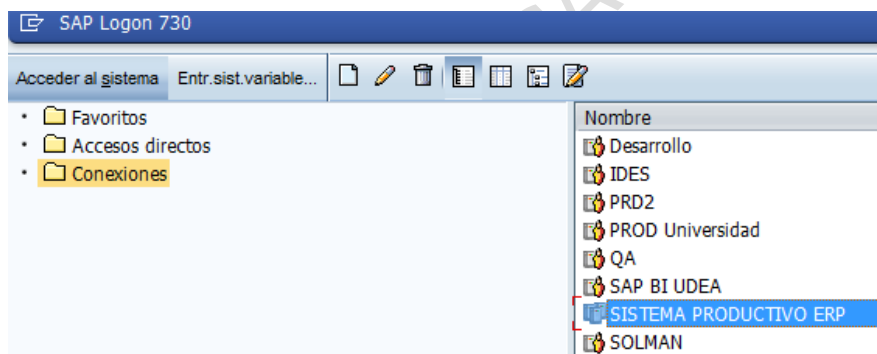 SAP Logon 730
Acceder al sistema Entr.sist.variable...
Favoritos
Accesos directos
Conexiones
Nombre
Desarrollo
IDES
PRD2
PROD Universidad
QA
SAP BI UDEA
SISTEMA PRODUCTIVO ERP
SOLMAN